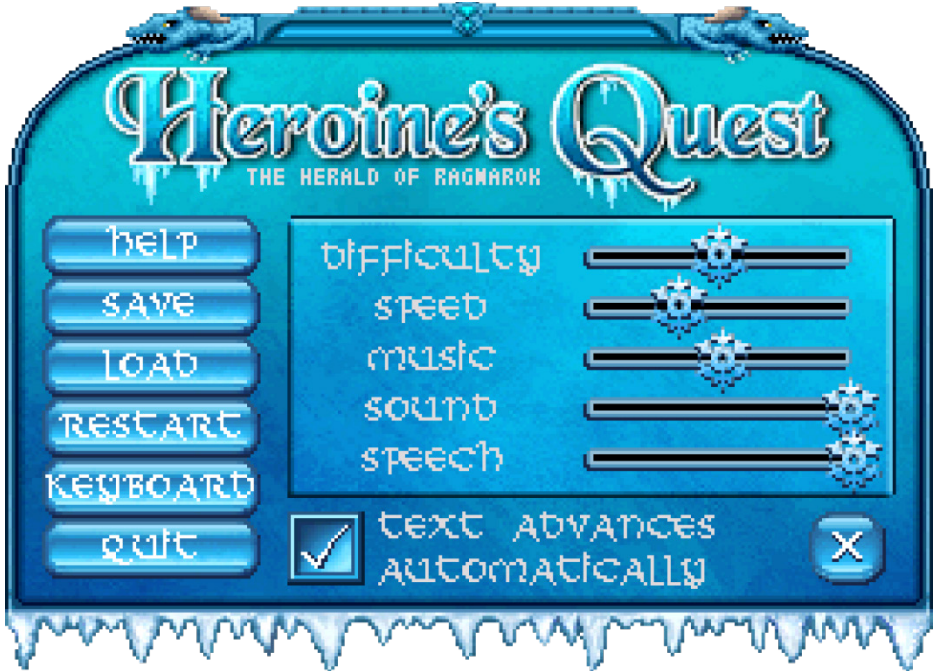 Heroine's Quest
THE HERALD OF RAGNAROK
HELP
SAVE
LOAD
RESTART
KEYBOARD
QUIT
DIFFICULTY
SPEED
MUSIC
SOUND
SPEECH
TEXT ADVANCES
AUTOMATICALLY
X